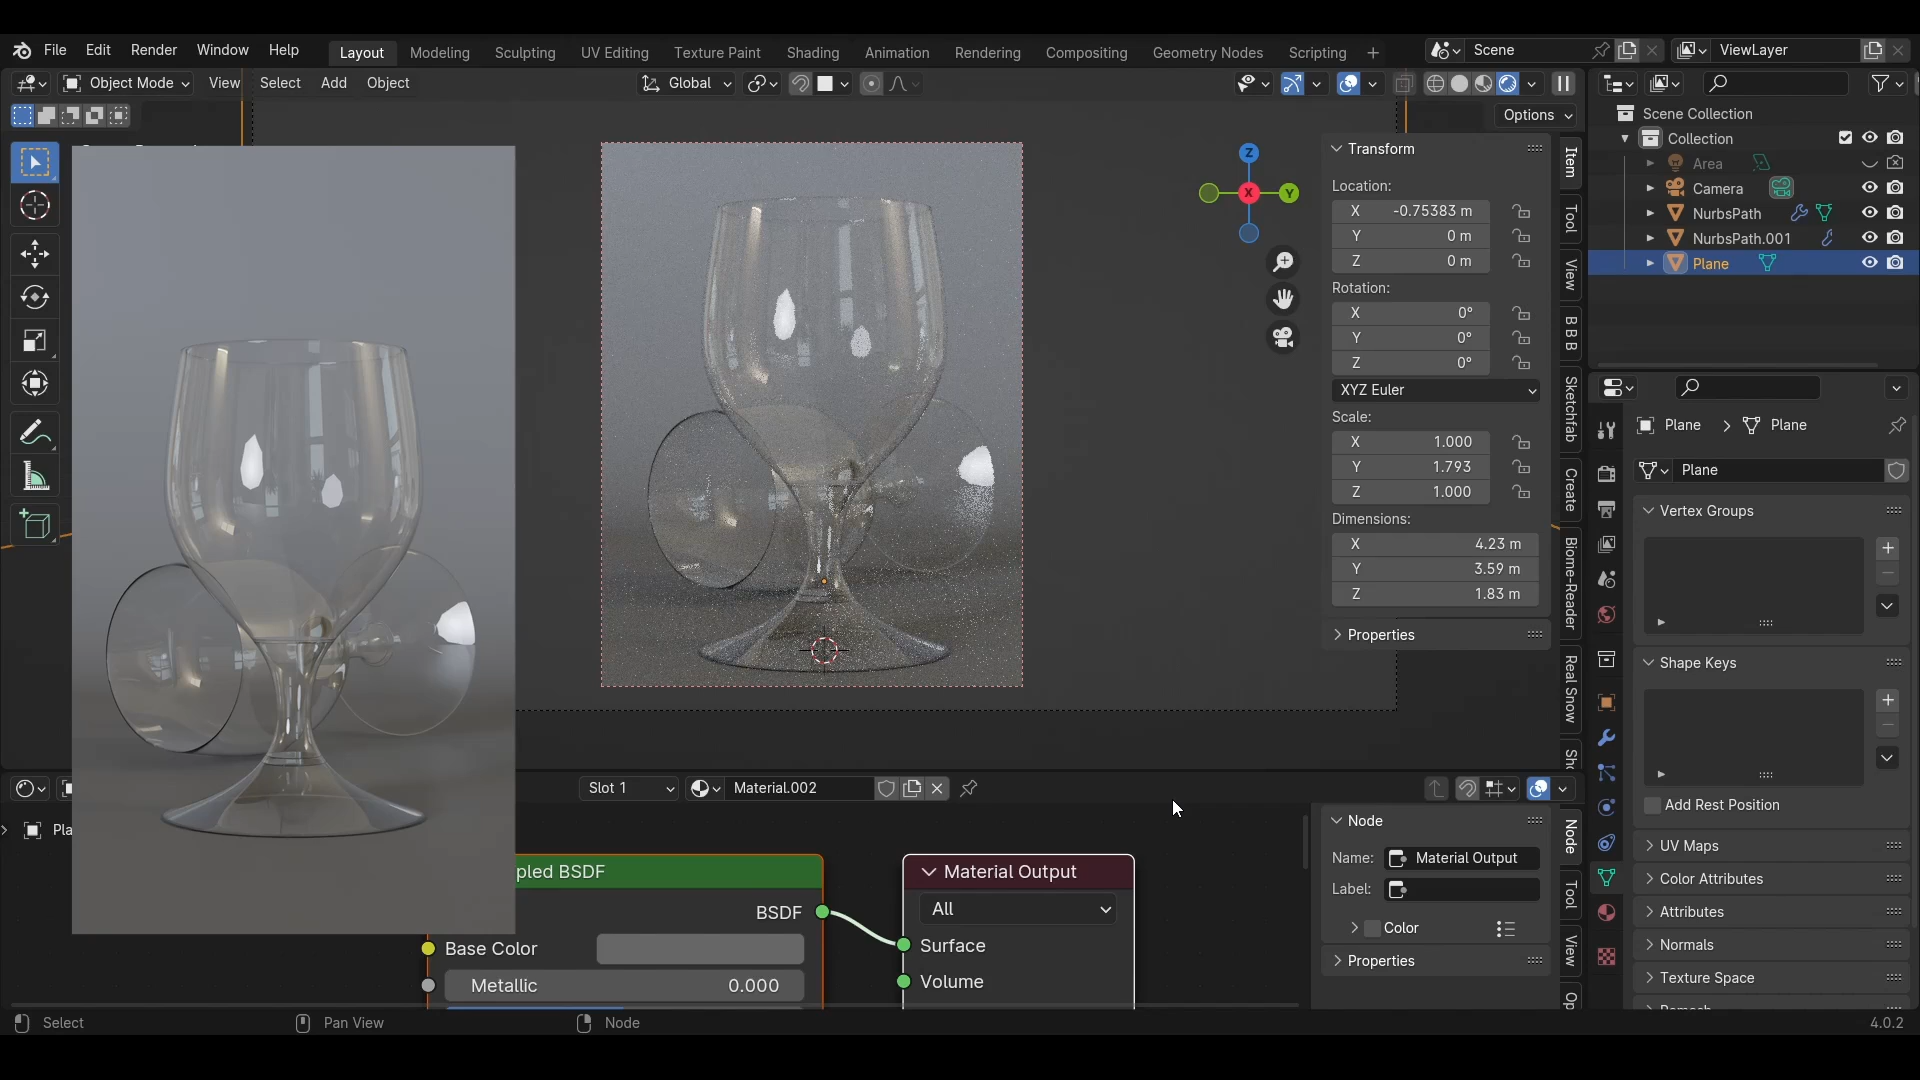 File Edit Render Window Help Layout Modeling Sculpting UV Editing Texture Paint Shading Animation Rendering Compositing Geometry Nodes Scripting + Scene ViewLayer
Object Mode View Select Add Object Global
Options
Scene Collection
Collection
Area
Camera
NurbsPath
NurbsPath.001
Plane
Z
X
Y
Transform
Location:
X -0.75383 m
Y 0 m
Z 0 m
Rotation:
X 0°
Y 0°
Z 0°
XYZ Euler
Scale:
X 1.000
Y 1.793
Z 1.000
Dimensions:
X 4.23 m
Y 3.59 m
Z 1.83 m
Properties
Item
Tool
View
B B B
Sketchfab
Create
Biome-Reader
Real Snow
Plane > Plane
Plane
Vertex Groups
Shape Keys
Add Rest Position
UV Maps
Color Attributes
Attributes
Normals
Texture Space
Slot 1 Material.002
Pla
pled BSDF
BSDF
Base Color
Metallic 0.000
Material Output
All
Surface
Volume
Node
Name: Material Output
Label:
Color
Properties
Node
Tool
View
Op
Select Pan View Node 4.0.2